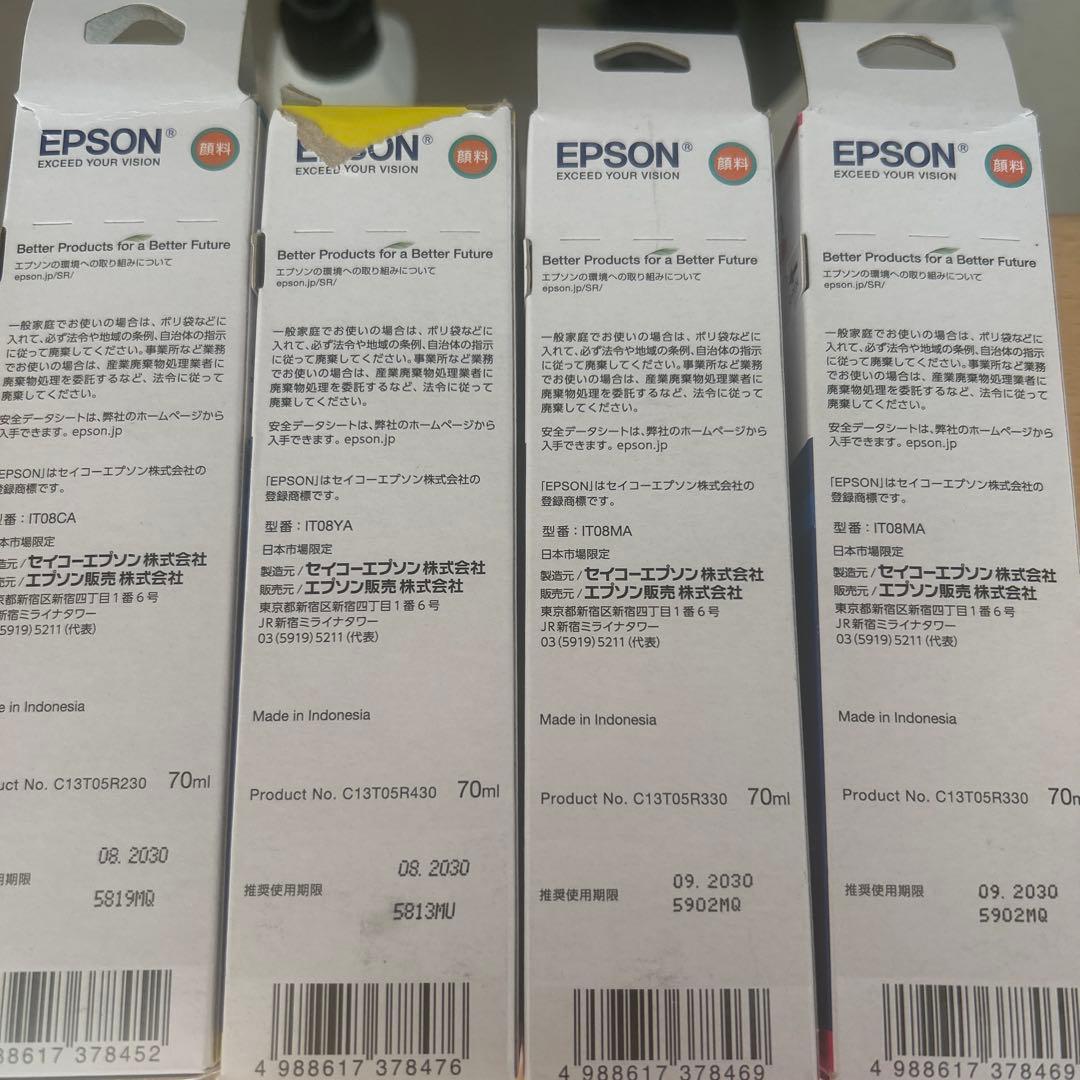 EPSON®
EXCEED YOUR VISION
顔料
Better Products for a Better Future
エプソンの環境への取り組みについて
epson.jp/SR/
一般家庭でお使いの場合は、ポリ袋などに
入れて、必ず法令や地域の条例、自治体の指示
に従って廃棄してください。事業所など業務
でお使いの場合は、産業廃棄物処理業者に
廃棄物処理を委託するなど、法令に従って
廃棄してください。
安全データシートは、弊社のホームページから
入手できます。epson.jp
EPSON」はセイコーエプソン株式会社の
登録商標です。
番：IT08CA
本市場限定
造元/セイコーエプソン株式会社
売元/エプソン販売 株式会社
京都新宿区新宿四丁目1番6号
新宿ミライナタワー
(5919)5211(代表)
e in Indonesia
uct No. C13T05R230 70ml
08. 2030
用期限
5819MQ
88617 378452
EPSON®
EXCEED YOUR VISION
顔料
Better Products for a Better Future
エプソンの環境への取り組みについて
epson.jp/SR/
一般家庭でお使いの場合は、ポリ袋などに
入れて、必ず法令や地域の条例、自治体の指示
に従って廃棄してください。事業所など業務
でお使いの場合は、産業廃棄物処理業者に
廃棄物処理を委託するなど、法令に従って
廃棄してください。
安全データシートは、弊社のホームページから
入手できます。epson.jp
「EPSON」はセイコーエプソン株式会社の
登録商標です。
型番：IT08YA
日本市場限定
製造元/セイコーエプソン株式会社
販売元/エプソン販売 株式会社
東京都新宿区新宿四丁目1番6号
JR新宿ミライナタワー
03(5919)5211(代表)
Made in Indonesia
Product No. C13T05R430 70ml
08. 2030
推奨使用期限
5813MU
4 988617 378476
EPSON®
EXCEED YOUR VISION
顔料
Better Products for a Better Future
エプソンの環境への取り組みについて
epson.jp/SR/
一般家庭でお使いの場合は、ポリ袋などに
入れて、必ず法令や地域の条例、自治体の指示
に従って廃棄してください。事業所など業務
でお使いの場合は、産業廃棄物処理業者に
廃棄物処理を委託するなど、法令に従って
廃棄してください。
安全データシートは、弊社のホームページから
入手できます。epson.jp
「EPSON」はセイコーエプソン株式会社の
登録商標です。
型番：IT08MA
日本市場限定
製造元/セイコーエプソン株式会社
販売元/エプソン販売 株式会社
東京都新宿区新宿四丁目1番6号
JR新宿ミライナタワー
03(5919)5211(代表)
Made in Indonesia
Product No. C13T05R330 70ml
09. 2030
推奨使用期限
5902MQ
4 988617 378469
EPSON®
EXCEED YOUR VISION
顔料
Better Products for a Better Future
エプソンの環境への取り組みについて
epson.jp/SR/
一般家庭でお使いの場合は、ポリ袋などに
入れて、必ず法令や地域の条例、自治体の指示
に従って廃棄してください。事業所など業務
でお使いの場合は、産業廃棄物処理業者に
廃棄物処理を委託するなど、法令に従って
廃棄してください。
安全データシートは、弊社のホームページから
入手できます。epson.jp
「EPSON」はセイコーエプソン株式会社の
登録商標です。
型番：IT08MA
日本市場限定
製造元/セイコーエプソン株式会社
販売元/エプソン販売 株式会社
東京都新宿区新宿四丁目1番6号
JR新宿ミライナタワー
03(5919)5211(代表)
Made in Indonesia
Product No. C13T05R330 70m
09. 2030
推奨使用期限
5902MQ
4 988617 378469